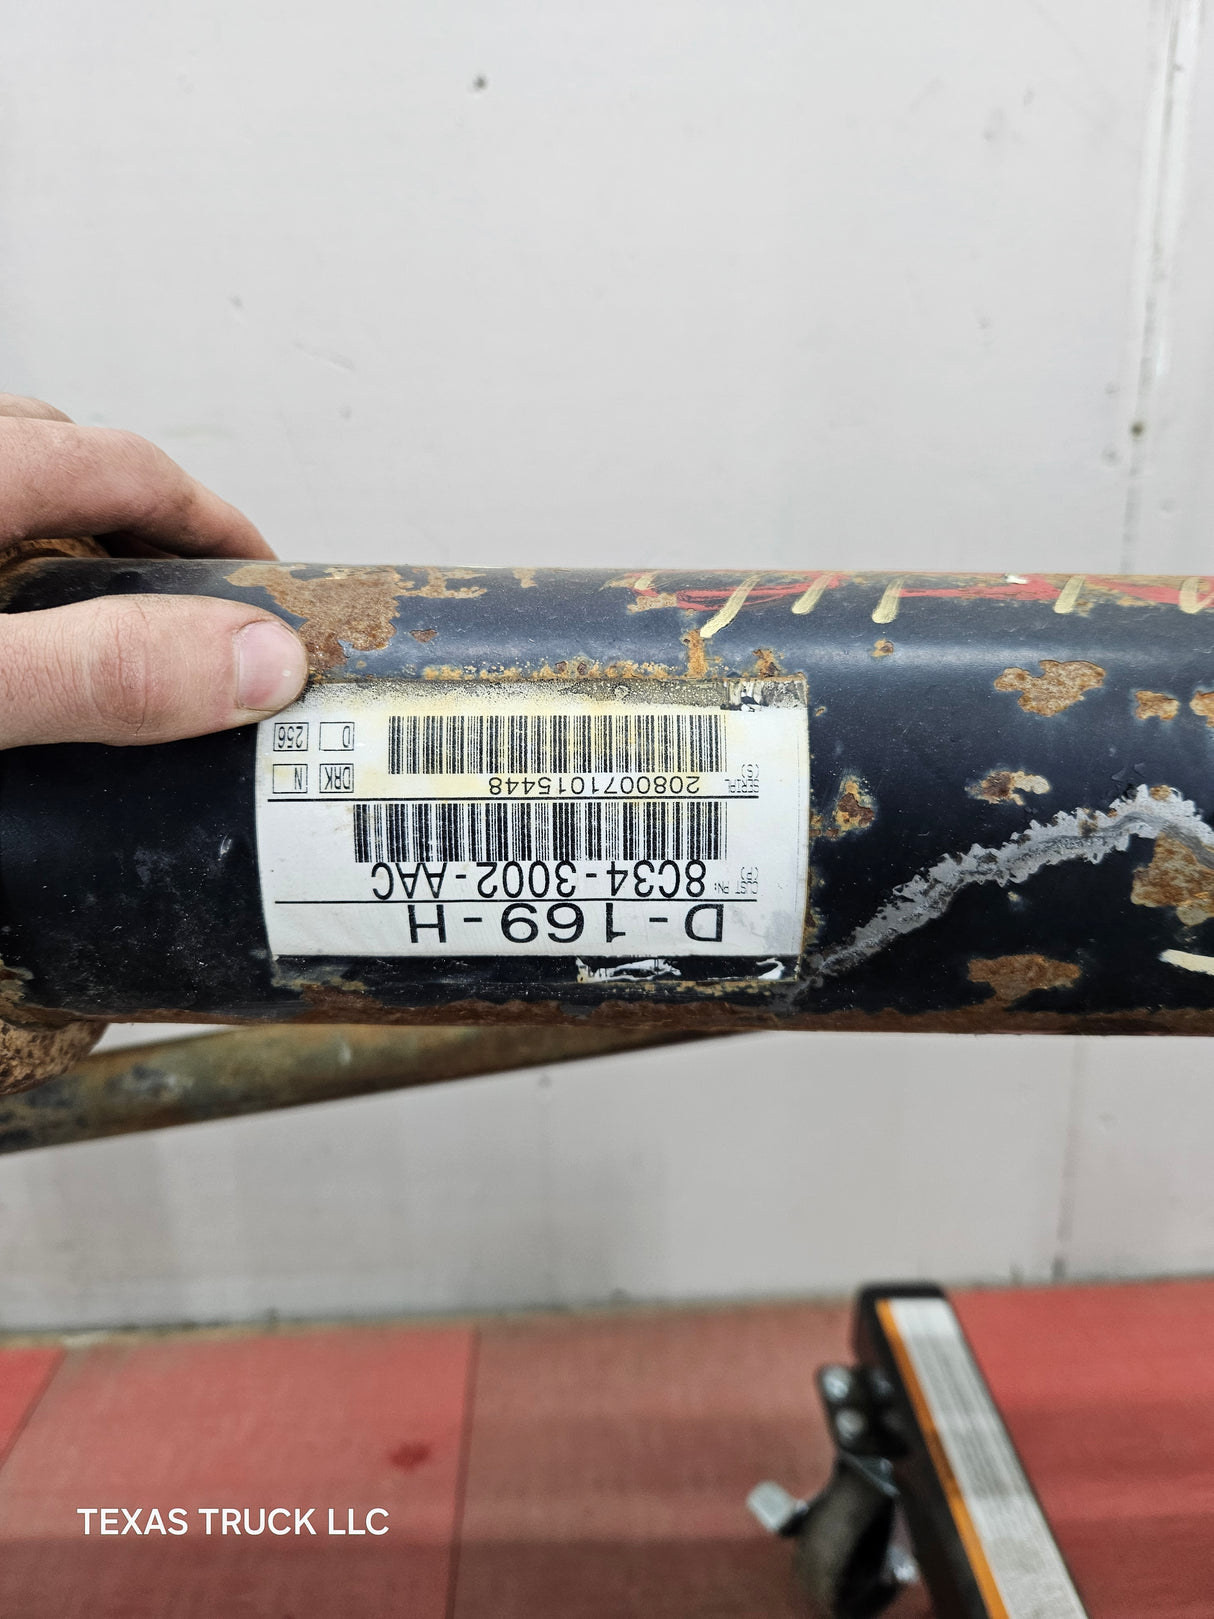 D-169-H
CUST PN: 8C34-3002-AAC
(P)
SERIAL 2080071015448
(S)
DRK N
D 256
TEXAS TRUCK LLC